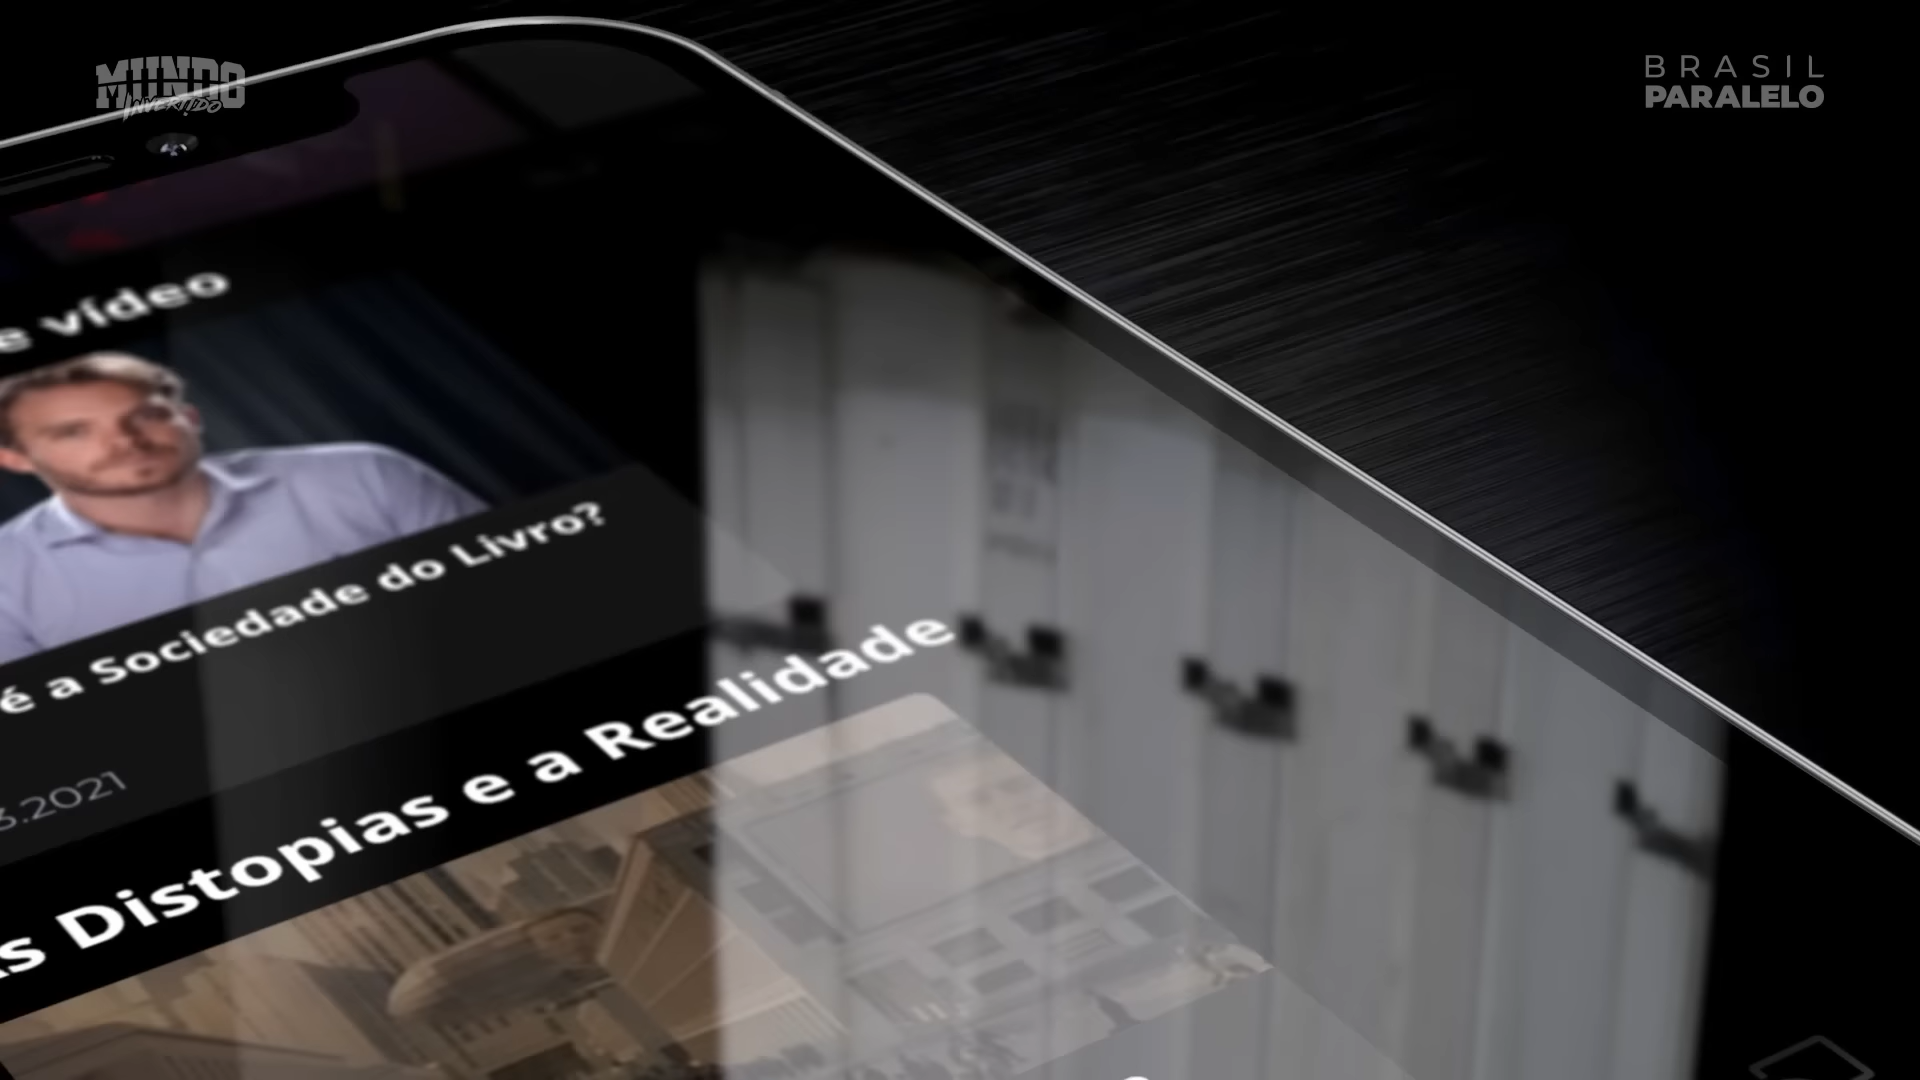 MUNDO
INVERTIDO
BRASIL
PARALELO
e vídeo
é a Sociedade do Livro?
3.2021
s Distopias e a Realidade